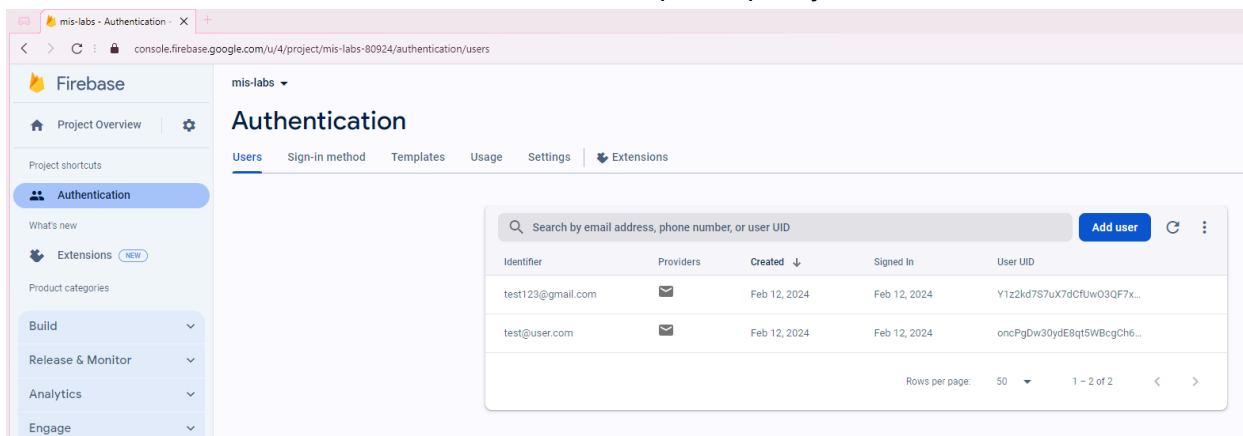 mis-labs - Authentication -
console.firebase.google.com/u/4/project/mis-labs-80924/authentication/users
Firebase
mis-labs
Project Overview
Authentication
Users Sign-in method Templates Usage Settings Extensions
Project shortcuts
Authentication
What's new
Extensions NEW
Product categories
Build
Release & Monitor
Analytics
Engage
Search by email address, phone number, or user UID Add user
Identifier Providers Created Signed In User UID
test123@gmail.com Feb 12, 2024 Feb 12, 2024 Y1z2kd7S7uX7dCfUwO3QF7x...
test@user.com Feb 12, 2024 Feb 12, 2024 oncPgDw30ydE8qt5WBcgCh6...
Rows per page: 50 1 – 2 of 2